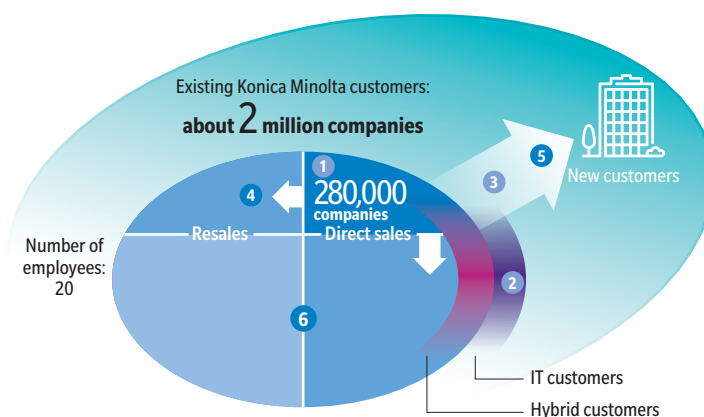 Existing Konica Minolta customers:
about 2 million companies
1
280,000
companies
4
3
5
New customers
Resales
Direct sales
Number of
employees:
20
2
6
IT customers
Hybrid customers